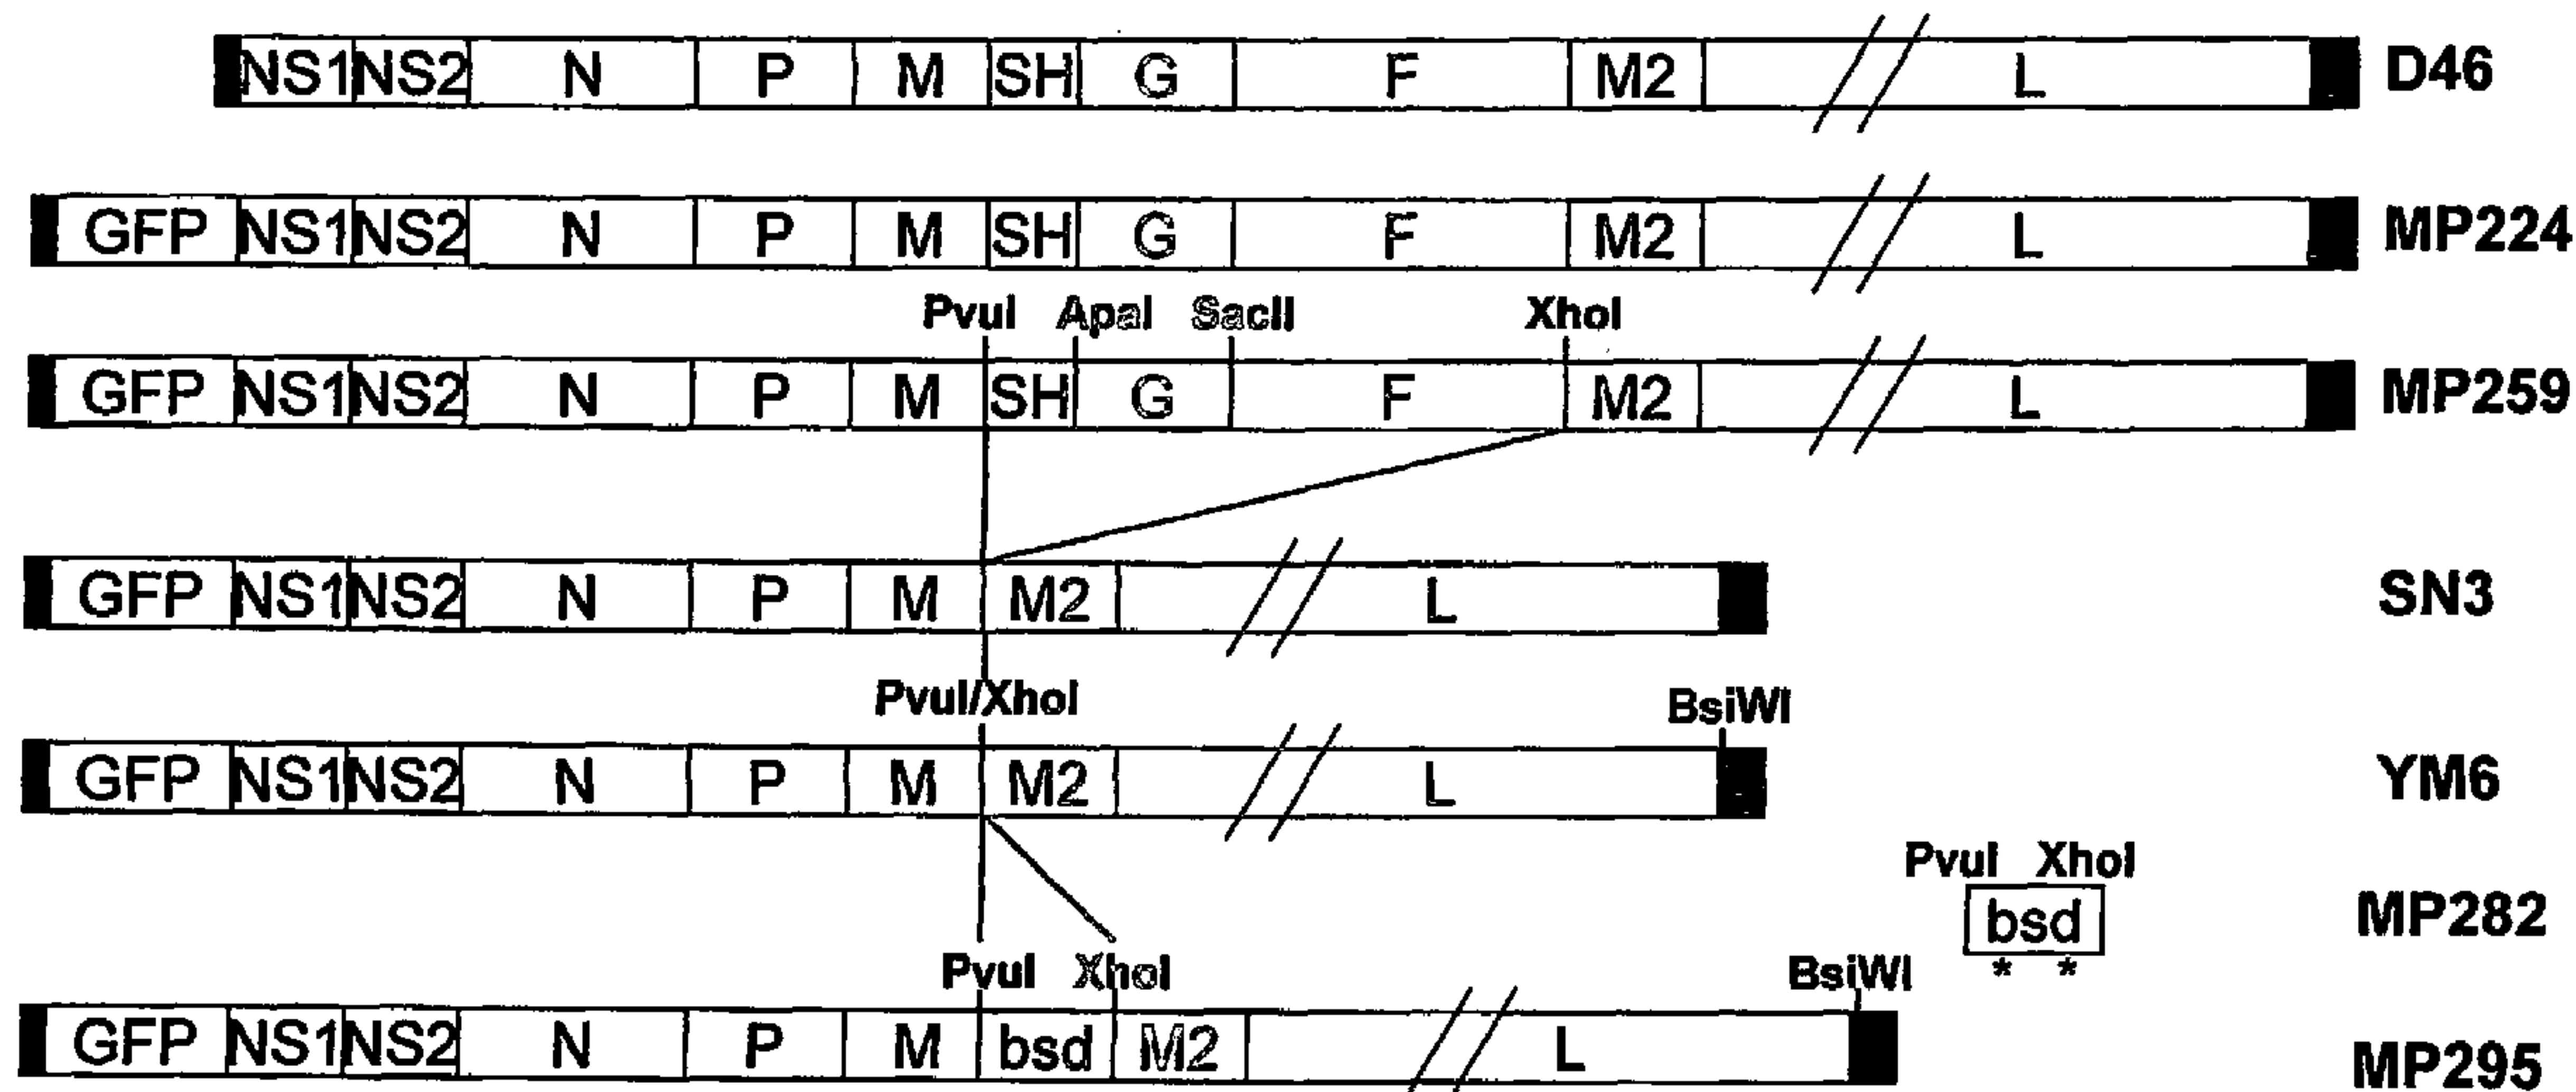 NS1 NS2 N P M SH G F M2 L D46
GFP NS1 NS2 N P M SH G F M2 L MP224
PvuI ApaI SacII XhoI
GFP NS1 NS2 N P M SH G F M2 L MP259
GFP NS1 NS2 N P M M2 L SN3
PvuI/XhoI BsiWI
GFP NS1 NS2 N P M M2 L YM6
PvuI XhoI
bsd MP282
* *
PvuI XhoI BsiWI
GFP NS1 NS2 N P M bsd M2 L MP295